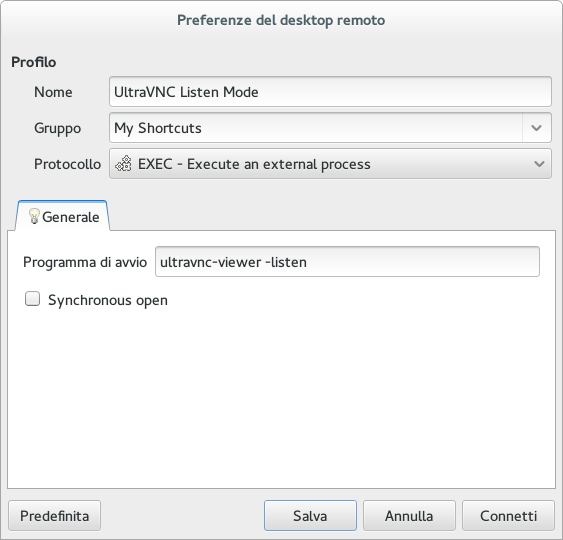 Preferenze del desktop remoto
Profilo
Nome UltraVNC Listen Mode
Gruppo My Shortcuts
Protocollo EXEC - Execute an external process
Generale
Programma di avvio ultravnc-viewer -listen
Synchronous open
Predefinita Salva Annulla Connetti